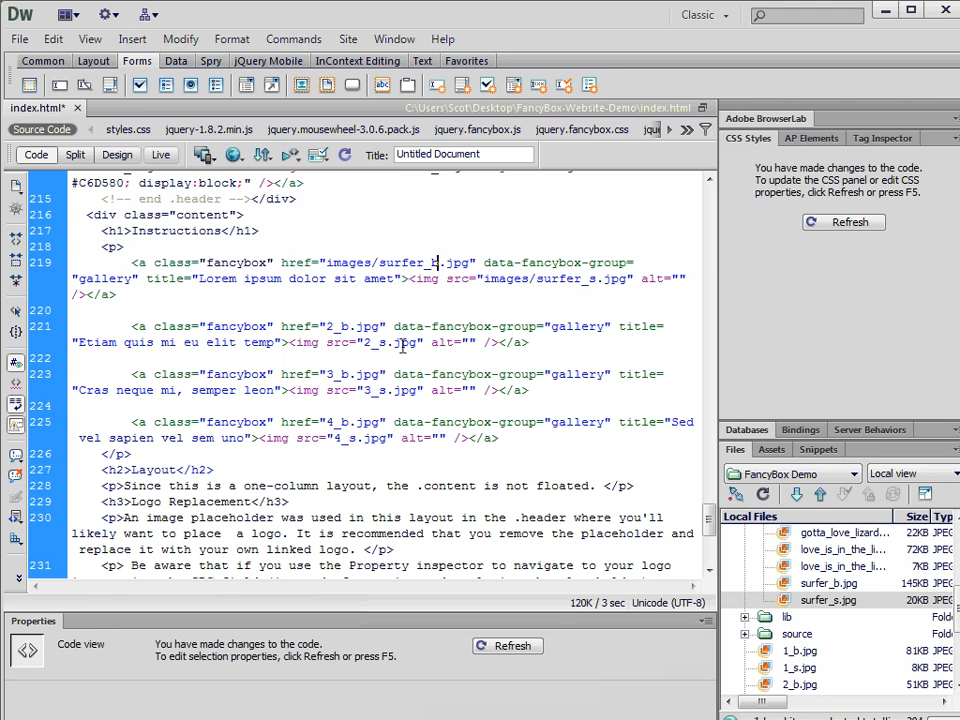 Dw
Classic
File Edit View Insert Modify Format Commands Site Window Help
Common Layout Forms Data Spry jQuery Mobile InContext Editing Text Favorites
abc
index.html* C:\Users\Scot\Desktop\FancyBox-Website-Demo\index.html
Source Code styles.css jquery-1.8.2.min.js jquery.mousewheel-3.0.6.pack.js jquery.fancybox.js jquery.fancybox.css
Code Split Design Live Title: Untitled Document
#C6D580; display:block;" /></a>
215 <!-- end .header --></div>
216 <div class="content">
217 <h1>Instructions</h1>
218 <p>
219 <a class="fancybox" href="images/surfer_b.jpg" data-fancybox-group=
"gallery" title="Lorem ipsum dolor sit amet"><img src="images/surfer_s.jpg" alt=""
/></a>
220
221 <a class="fancybox" href="2_b.jpg" data-fancybox-group="gallery" title=
"Etiam quis mi eu elit temp"><img src="2_s.jpg" alt="" /></a>
222
223 <a class="fancybox" href="3_b.jpg" data-fancybox-group="gallery" title=
"Cras neque mi, semper leon"><img src="3_s.jpg" alt="" /></a>
224
225 <a class="fancybox" href="4_b.jpg" data-fancybox-group="gallery" title="Sed
vel sapien vel sem uno"><img src="4_s.jpg" alt="" /></a>
226 </p>
227 <h2>Layout</h2>
228 <p>Since this is a one-column layout, the .content is not floated. </p>
229 <h3>Logo Replacement</h3>
230 <p>An image placeholder was used in this layout in the .header where you'll
likely want to place a logo. It is recommended that you remove the placeholder and
replace it with your own linked logo. </p>
231 <p> Be aware that if you use the Property inspector to navigate to your logo
120K / 3 sec Unicode (UTF-8)
Properties
Code view You have made changes to the code.
To edit selection properties, click Refresh or press F5.
Refresh
Adobe BrowserLab
CSS Styles AP Elements Tag Inspector
You have made changes to the code.
To update the CSS panel or edit CSS
properties, click Refresh or press F5.
Refresh
Databases Bindings Server Behaviors
Files Assets Snippets
FancyBox Demo Local view
Local Files Size Typ
gotta_love_lizard... 22KB JPEG
love_is_in_the_li... 72KB JPEG
love_is_in_the_li... 7KB JPEG
surfer_b.jpg 145KB JPEG
surfer_s.jpg 20KB JPEG
lib Folde
source Folde
1_b.jpg 81KB JPEG
1_s.jpg 8KB JPEG
2_b.jpg 51KB JPEG